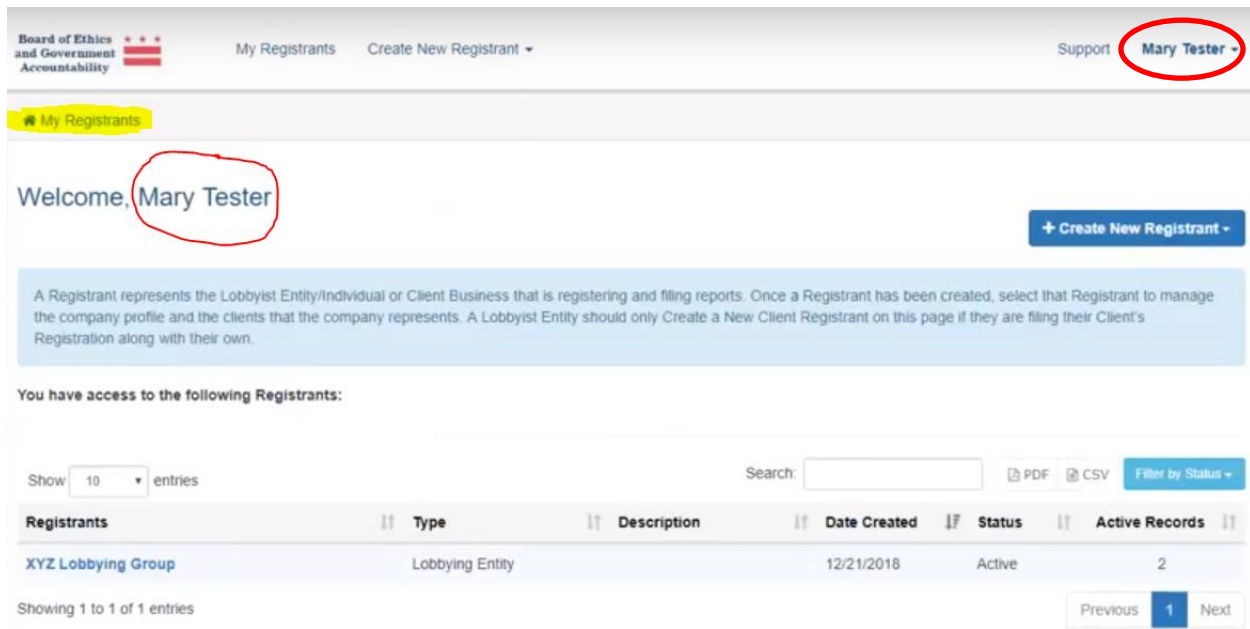 Board of Ethics
and Government
Accountability
My Registrants
Create New Registrant
Support
Mary Tester
My Registrants
Welcome, Mary Tester
+ Create New Registrant
A Registrant represents the Lobbyist Entity/Individual or Client Business that is registering and filing reports. Once a Registrant has been created, select that Registrant to manage
the company profile and the clients that the company represents. A Lobbyist Entity should only Create a New Client Registrant on this page if they are filing their Client's
Registration along with their own.
You have access to the following Registrants:
Show 10 entries
Search:
PDF
CSV
Filter by Status
Registrants Type Description Date Created Status Active Records
XYZ Lobbying Group Lobbying Entity 12/21/2018 Active 2
Showing 1 to 1 of 1 entries
Previous 1 Next